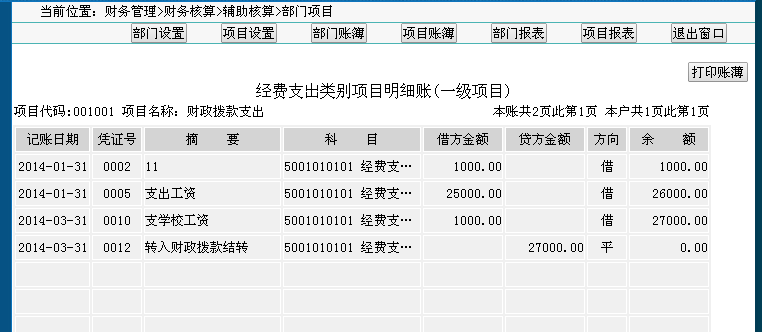 当前位置：财务管理>财务核算>辅助核算>部门项目
部门设置 项目设置 部门账簿 项目账簿 部门报表 项目报表 退出窗口
打印账薄
经费支出类别项目明细账(一级项目)
项目代码:001001 项目名称: 财政拨款支出 本账共2页此第1页 本户共1页此第1页
记账日期 凭证号 摘 要 科 目 借方金额 贷方金额 方向 余 额
2014-01-31 0002 11 5001010101 经费支… 1000.00 借 1000.00
2014-01-31 0005 支出工资 5001010101 经费支… 25000.00 借 26000.00
2014-03-31 0010 支学校工资 5001010101 经费支… 1000.00 借 27000.00
2014-03-31 0012 转入财政拨款结转 5001010101 经费支… 27000.00 平 0.00